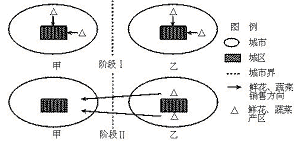 图 例
城市
城区
城市界
鲜花、蔬菜
销售方向
鲜花、蔬菜
产区
甲 阶段Ⅰ 乙
甲 阶段Ⅱ 乙